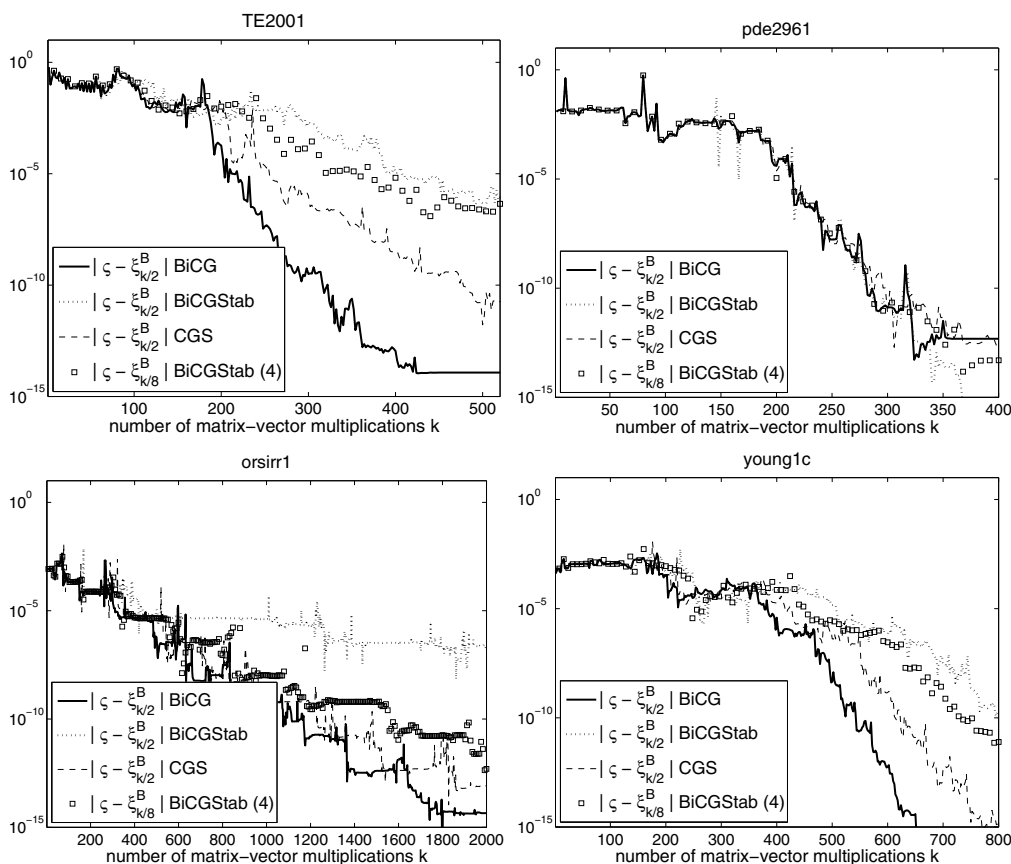 TE2001
10^0
10^-5
10^-10
10^-15
| ς − ξ^B_{k/2} | BiCG
| ς − ξ^B_{k/2} | BiCGStab
| ς − ξ^B_{k/2} | CGS
| ς − ξ^B_{k/8} | BiCGStab (4)
100 200 300 400 500
number of matrix−vector multiplications k
pde2961
10^0
10^-5
10^-10
10^-15
| ς − ξ^B_{k/2} | BiCG
| ς − ξ^B_{k/2} | BiCGStab
| ς − ξ^B_{k/2} | CGS
| ς − ξ^B_{k/8} | BiCGStab (4)
50 100 150 200 250 300 350 400
number of matrix−vector multiplications k
orsirr1
10^0
10^-5
10^-10
10^-15
| ς − ξ^B_{k/2} | BiCG
| ς − ξ^B_{k/2} | BiCGStab
| ς − ξ^B_{k/2} | CGS
| ς − ξ^B_{k/8} | BiCGStab (4)
200 400 600 800 1000 1200 1400 1600 1800 2000
number of matrix−vector multiplications k
young1c
10^0
10^-5
10^-10
10^-15
| ς − ξ^B_{k/2} | BiCG
| ς − ξ^B_{k/2} | BiCGStab
| ς − ξ^B_{k/2} | CGS
| ς − ξ^B_{k/8} | BiCGStab (4)
100 200 300 400 500 600 700 800
number of matrix−vector multiplications k